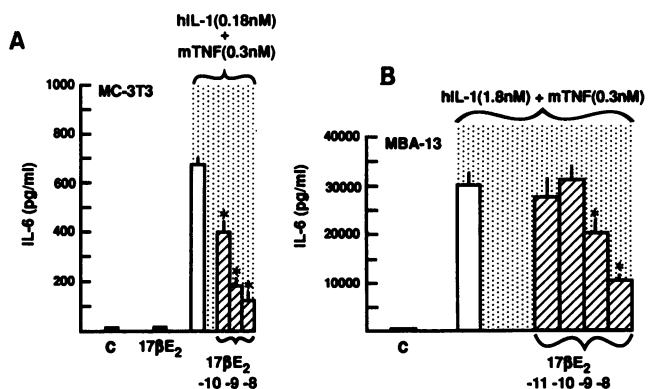 A
hIL-1(0.18nM)
+
mTNF(0.3nM)
1000
800
600
400
200
IL-6 (pg/ml)
MC-3T3
*
*
*
C
17βE₂
17βE₂
-10 -9 -8
B
hIL-1(1.8nM) + mTNF(0.3nM)
40000
30000
20000
10000
IL-6 (pg/ml)
MBA-13
*
*
C
17βE₂
-11 -10 -9 -8